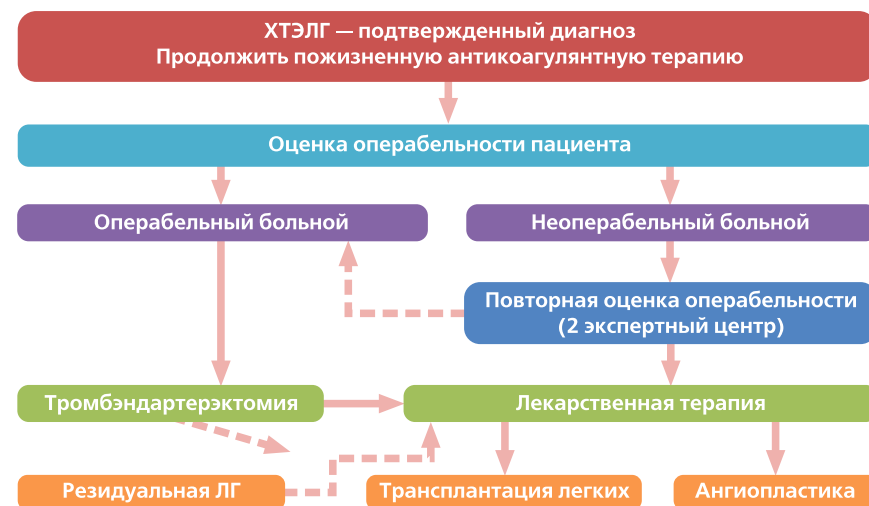 ХТЭЛГ — подтвержденный диагноз
Продолжить пожизненную антикоагулянтную терапию
Оценка операбельности пациента
Операбельный больной
Неоперабельный больной
Повторная оценка операбельности
(2 экспертный центр)
Тромбэндартерэктомия
Лекарственная терапия
Резидуальная ЛГ
Трансплантация легких
Ангиопластика